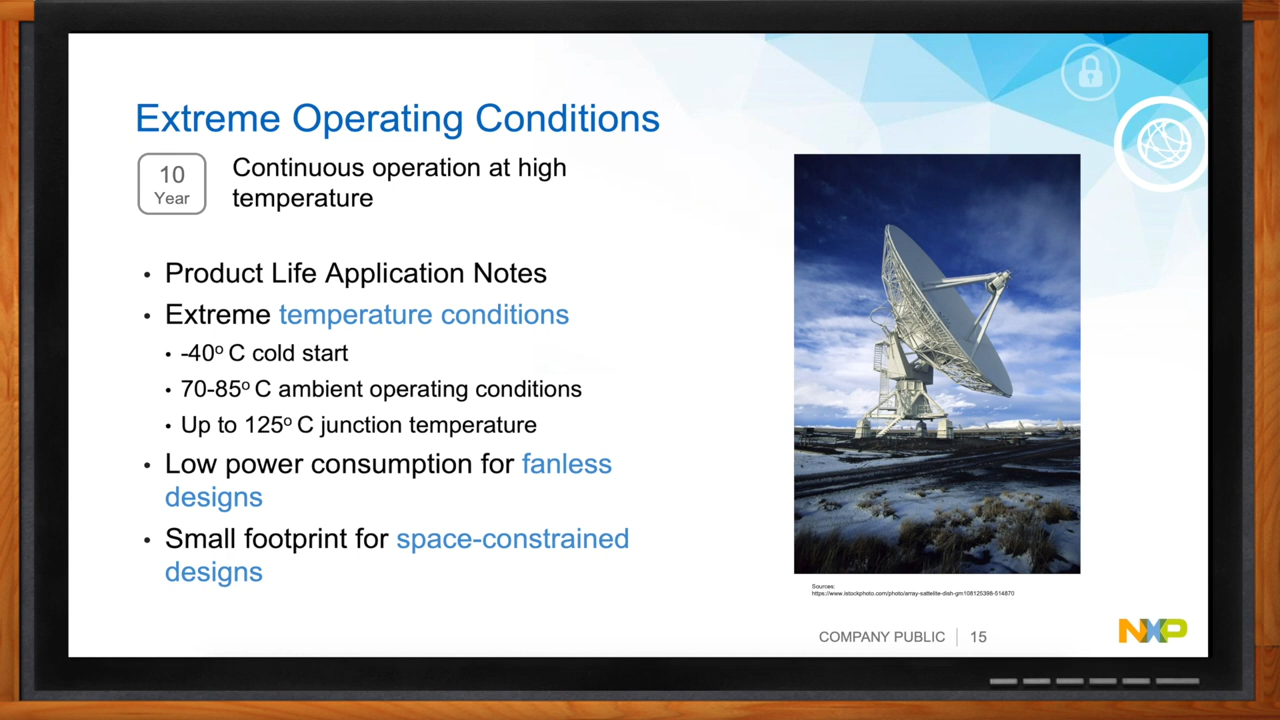 Extreme Operating Conditions
10
Year
Continuous operation at high
temperature
• Product Life Application Notes
• Extreme temperature conditions
• -40º C cold start
• 70-85º C ambient operating conditions
• Up to 125º C junction temperature
• Low power consumption for fanless
designs
• Small footprint for space-constrained
designs
Sources:
https://www.istockphoto.com/photo/array-sattelite-dish-gm108125398-514870
COMPANY PUBLIC | 15
NXP